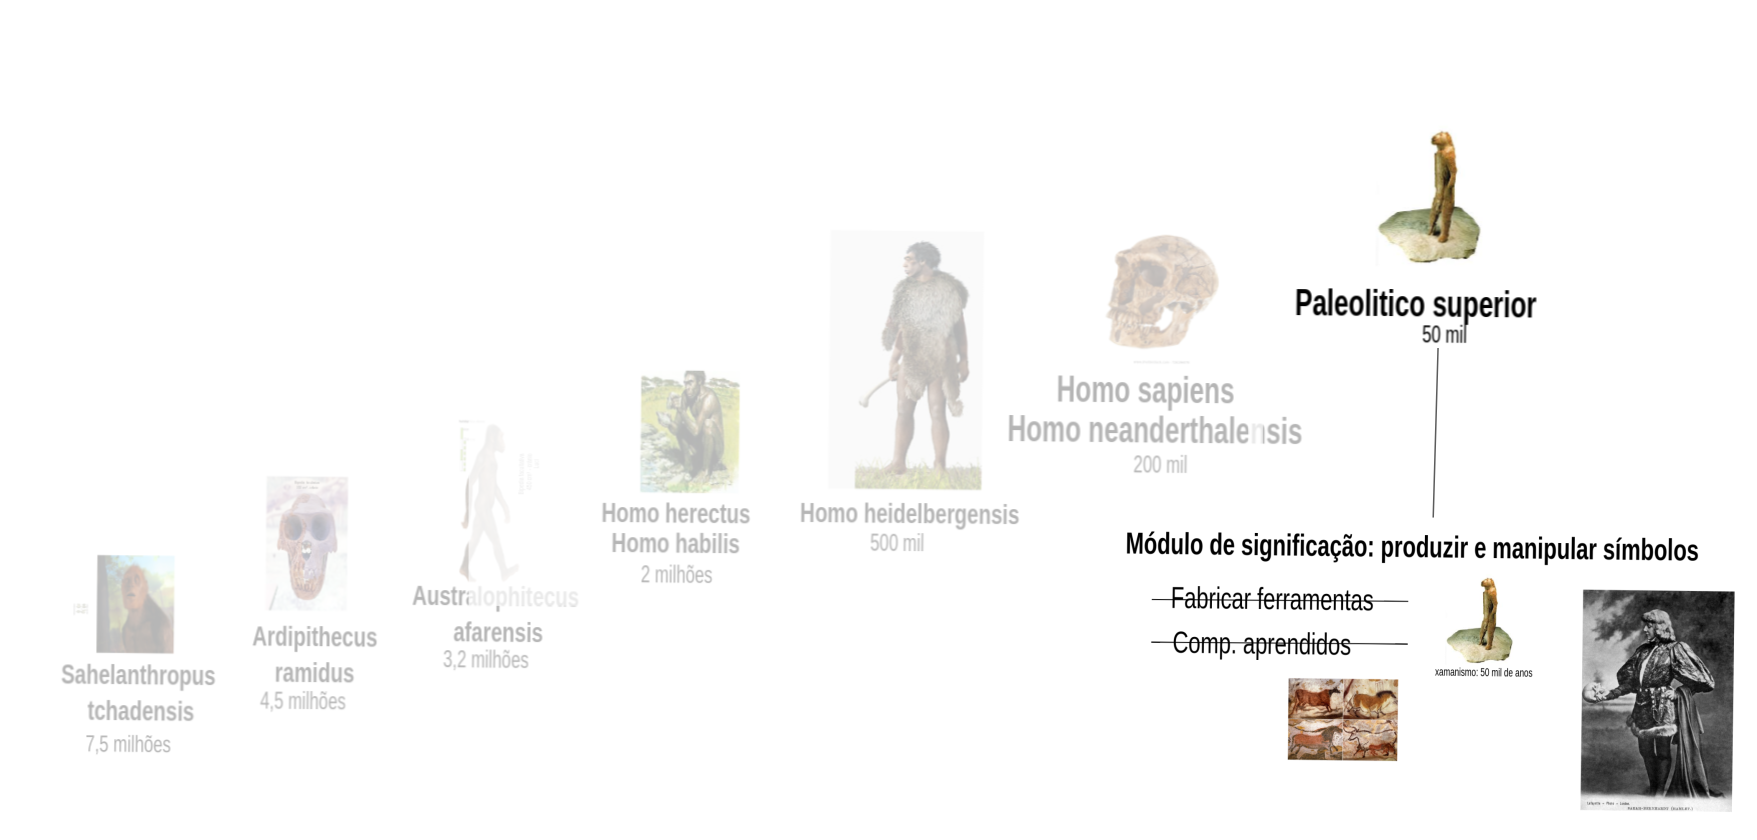 Sahelanthropus
tchadensis
7,5 milhões
Ardipithecus
ramidus
4,5 milhões
Australophitecus
afarensis
3,2 milhões
Homo herectus
Homo habilis
2 milhões
Homo heidelbergensis
500 mil
Homo sapiens
Homo neanderthalensis
200 mil
Paleolitico superior
50 mil
Módulo de significação: produzir e manipular símbolos
Fabricar ferramentas
Comp. aprendidos
xamanismo: 50 mil de anos